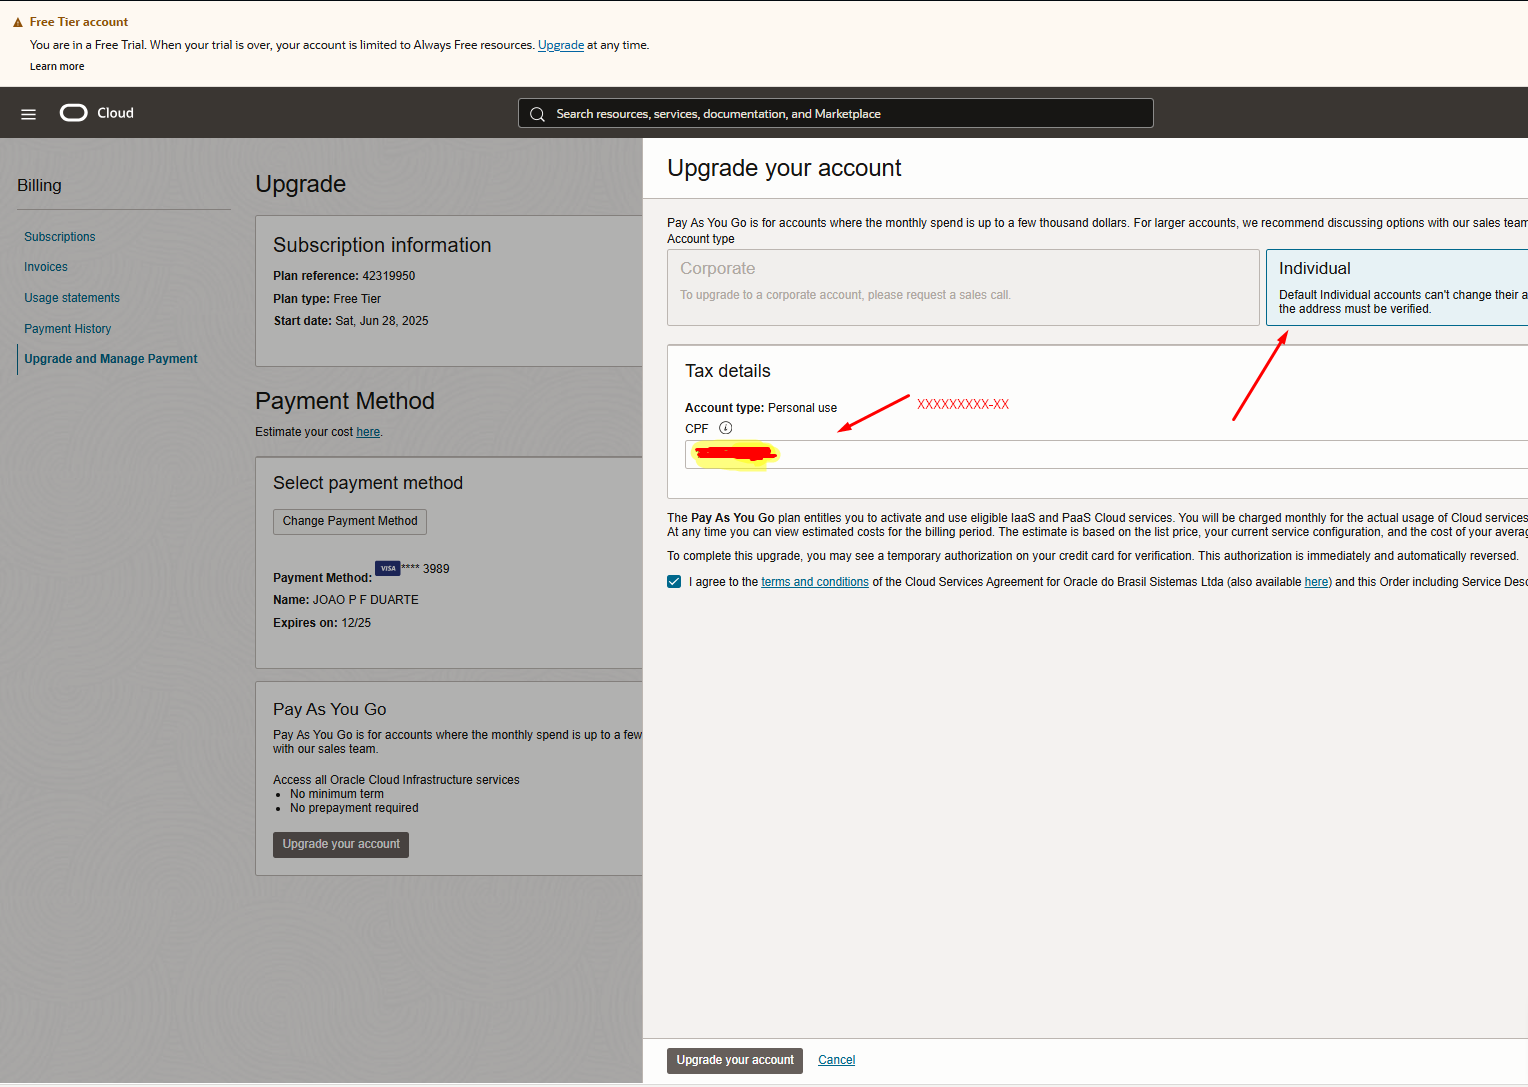 Free Tier account
You are in a Free Trial. When your trial is over, your account is limited to Always Free resources. Upgrade at any time.
Learn more
Cloud
Search resources, services, documentation, and Marketplace
Billing
Subscriptions
Invoices
Usage statements
Payment History
Upgrade and Manage Payment
Upgrade
Subscription information
Plan reference: 42319950
Plan type: Free Tier
Start date: Sat, Jun 28, 2025
Payment Method
Estimate your cost here.
Select payment method
Change Payment Method
Payment Method: VISA **** 3989
Name: JOAO P F DUARTE
Expires on: 12/25
Pay As You Go
Pay As You Go is for accounts where the monthly spend is up to a few
with our sales team.
Access all Oracle Cloud Infrastructure services
• No minimum term
• No prepayment required
Upgrade your account
Upgrade your account
Pay As You Go is for accounts where the monthly spend is up to a few thousand dollars. For larger accounts, we recommend discussing options with our sales team
Account type
Corporate
To upgrade to a corporate account, please request a sales call.
Individual
Default Individual accounts can't change their a
the address must be verified.
Tax details
Account type: Personal use
XXXXXXXXX-XX
CPF
The Pay As You Go plan entitles you to activate and use eligible IaaS and PaaS Cloud services. You will be charged monthly for the actual usage of Cloud services
At any time you can view estimated costs for the billing period. The estimate is based on the list price, your current service configuration, and the cost of your averag
To complete this upgrade, you may see a temporary authorization on your credit card for verification. This authorization is immediately and automatically reversed.
I agree to the terms and conditions of the Cloud Services Agreement for Oracle do Brasil Sistemas Ltda (also available here) and this Order including Service Desc
Upgrade your account
Cancel